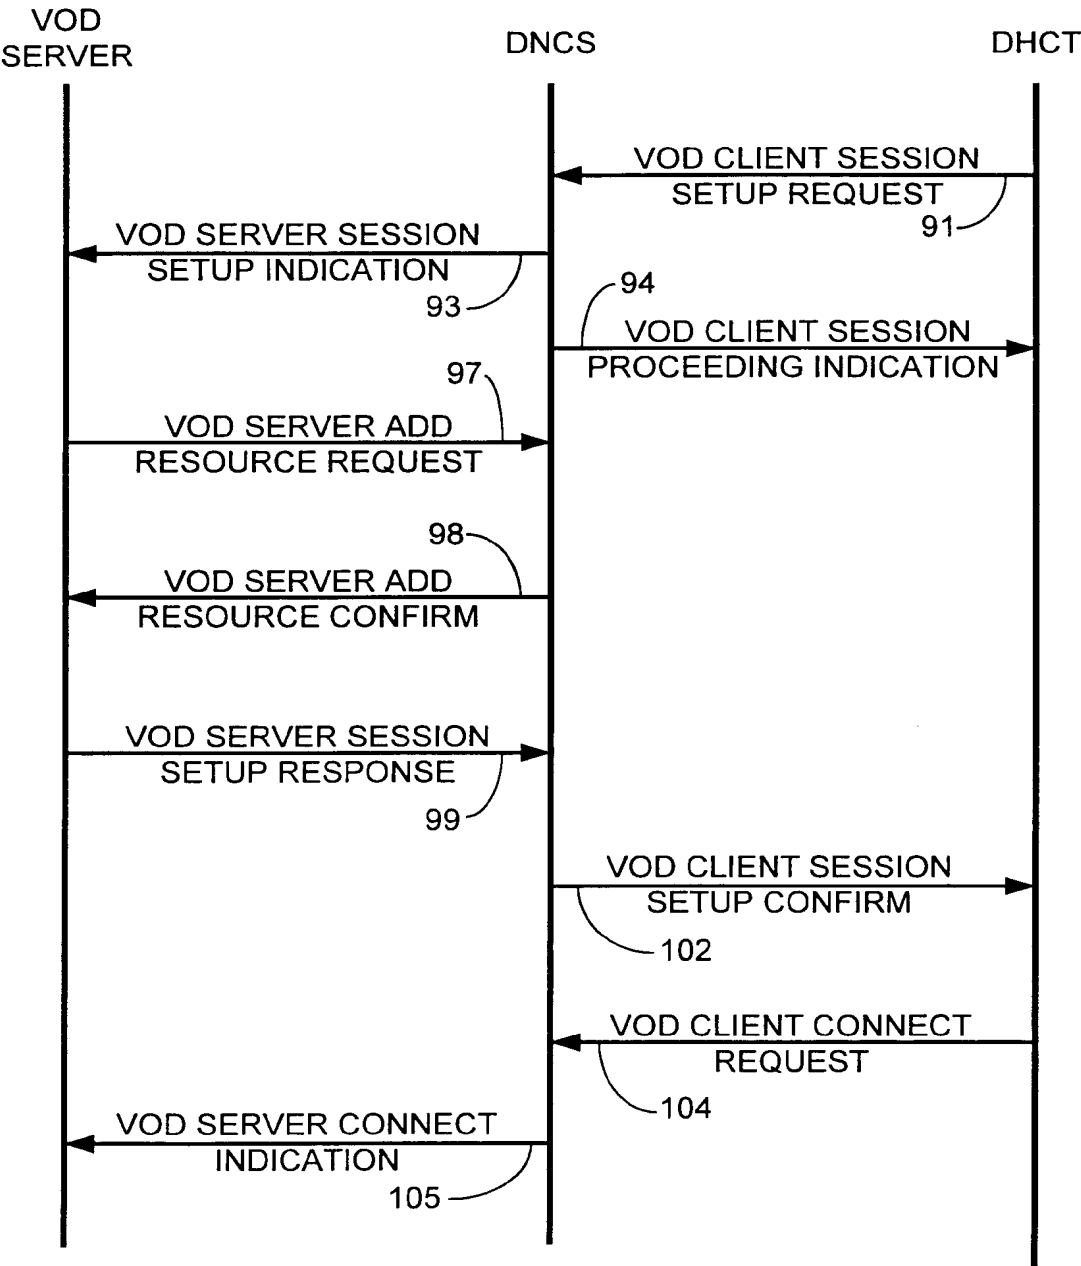 VOD
SERVER
DNCS
DHCT
VOD CLIENT SESSION
SETUP REQUEST
91
VOD SERVER SESSION
SETUP INDICATION
93
94
VOD CLIENT SESSION
PROCEEDING INDICATION
97
VOD SERVER ADD
RESOURCE REQUEST
98
VOD SERVER ADD
RESOURCE CONFIRM
VOD SERVER SESSION
SETUP RESPONSE
99
VOD CLIENT SESSION
SETUP CONFIRM
102
VOD CLIENT CONNECT
REQUEST
104
VOD SERVER CONNECT
INDICATION
105